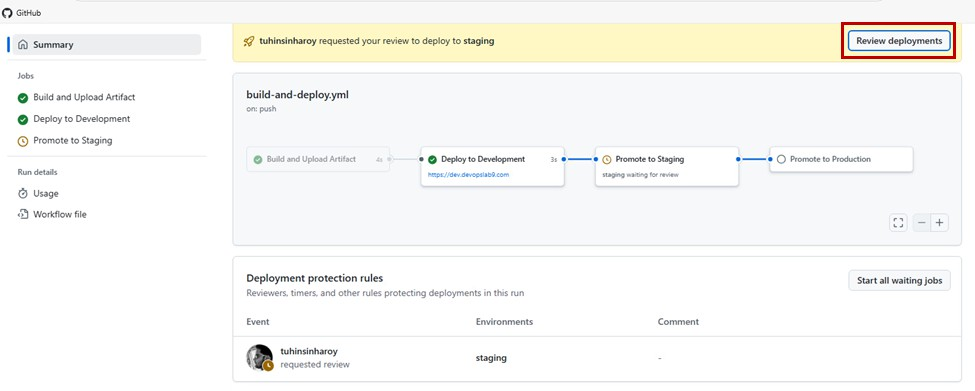 GitHub
Summary
tuhinsinharoy requested your review to deploy to staging
Review deployments
Jobs
Build and Upload Artifact
Deploy to Development
Promote to Staging
Run details
Usage
Workflow file
build-and-deploy.yml
on: push
Build and Upload Artifact 4s
Deploy to Development 3s
https://dev.devopslab9.com
Promote to Staging
staging waiting for review
Promote to Production
Deployment protection rules
Reviewers, timers, and other rules protecting deployments in this run
Start all waiting jobs
Event Environments Comment
tuhinsinharoy
requested review
staging
-